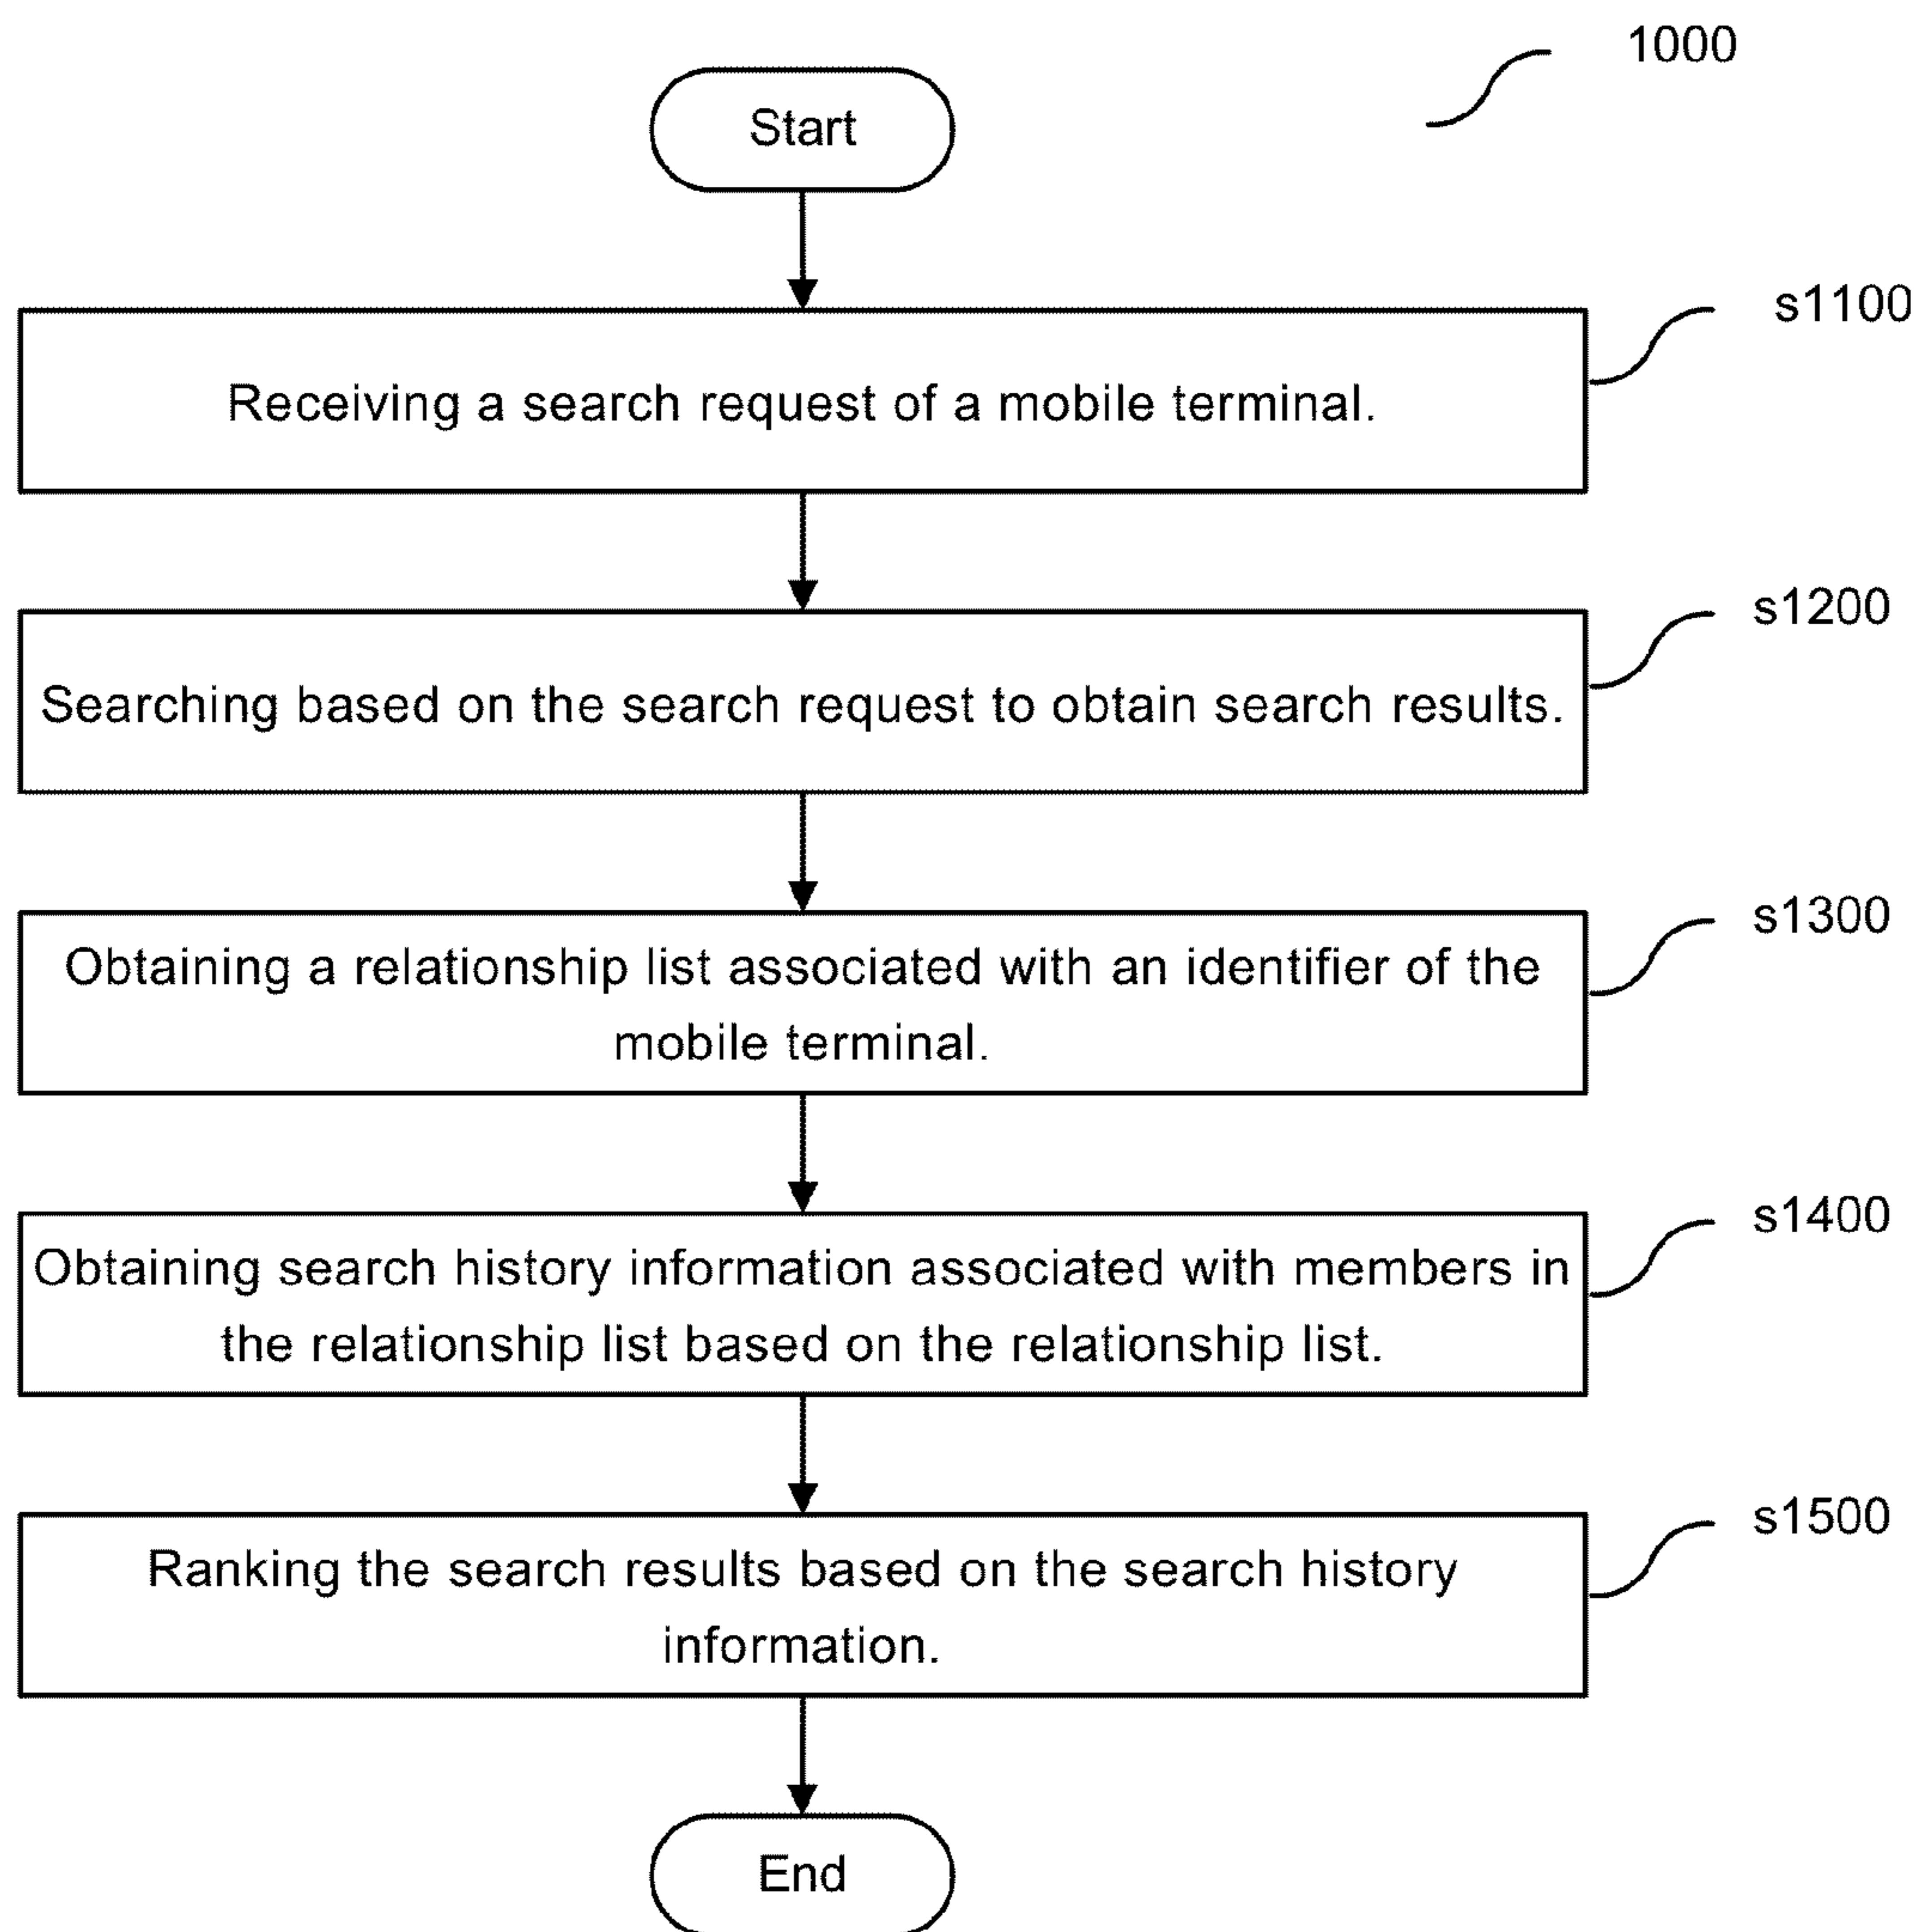 1000
Start
s1100
Receiving a search request of a mobile terminal.
s1200
Searching based on the search request to obtain search results.
s1300
Obtaining a relationship list associated with an identifier of the
mobile terminal.
s1400
Obtaining search history information associated with members in
the relationship list based on the relationship list.
s1500
Ranking the search results based on the search history
information.
End